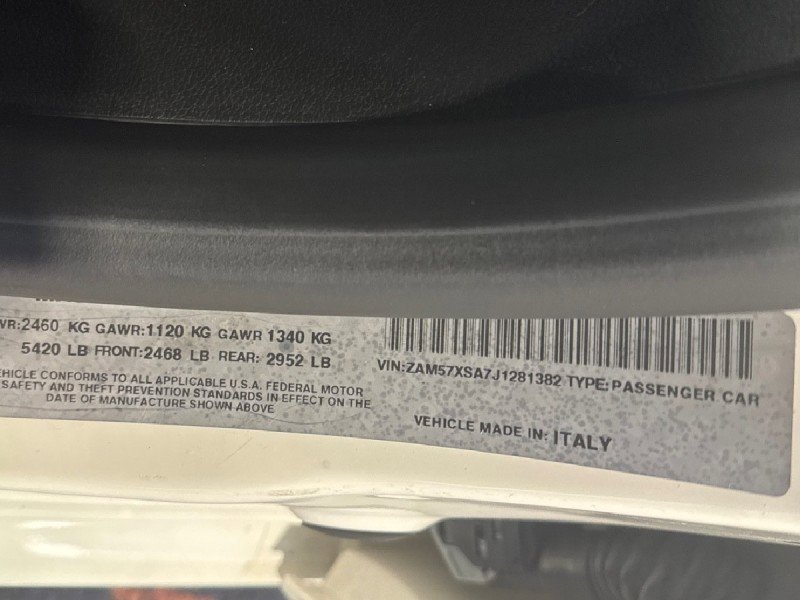 WR:2460 KG GAWR:1120 KG GAWR 1340 KG
5420 LB FRONT:2468 LB REAR: 2952 LB
EHICLE CONFORMS TO ALL APPLICABLE U.S.A. FEDERAL MOTOR
SAFETY AND THEFT PREVENTION STANDARDS IN EFFECT ON THE
DATE OF MANUFACTURE SHOWN ABOVE
VIN:ZAM57XSA7J1281382 TYPE:PASSENGER CAR
VEHICLE MADE IN: ITALY